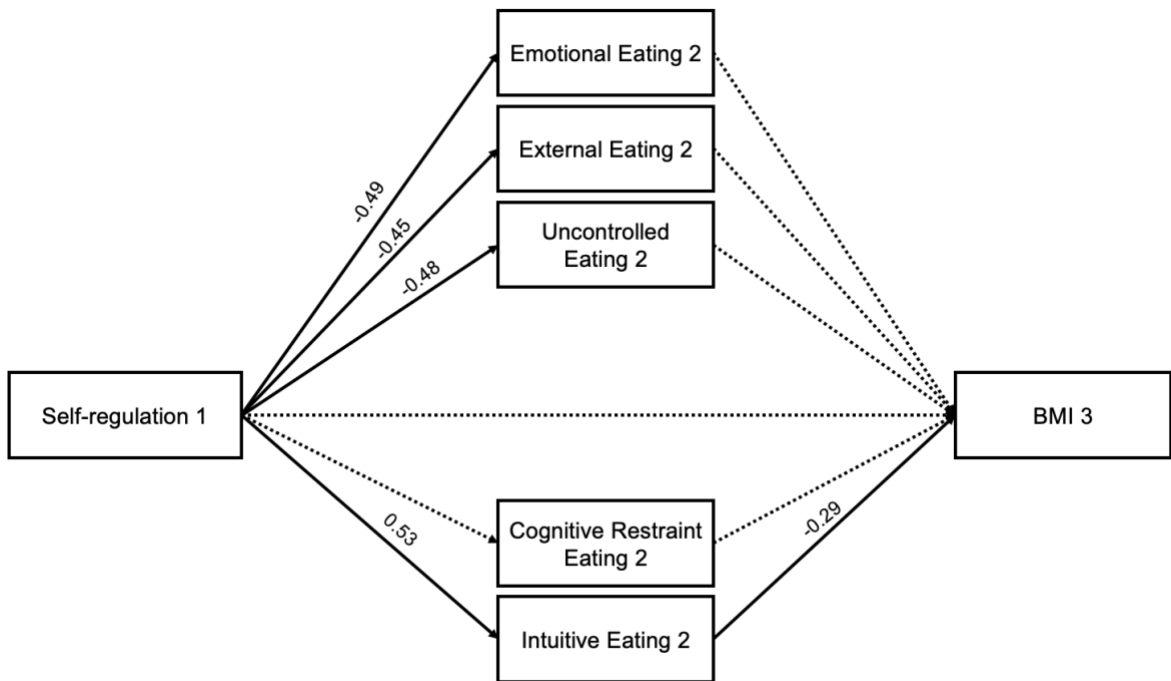 Emotional Eating 2
External Eating 2
-0.49
-0.45
Uncontrolled
Eating 2
-0.48
Self-regulation 1
BMI 3
Cognitive Restraint
Eating 2
0.53
-0.29
Intuitive Eating 2